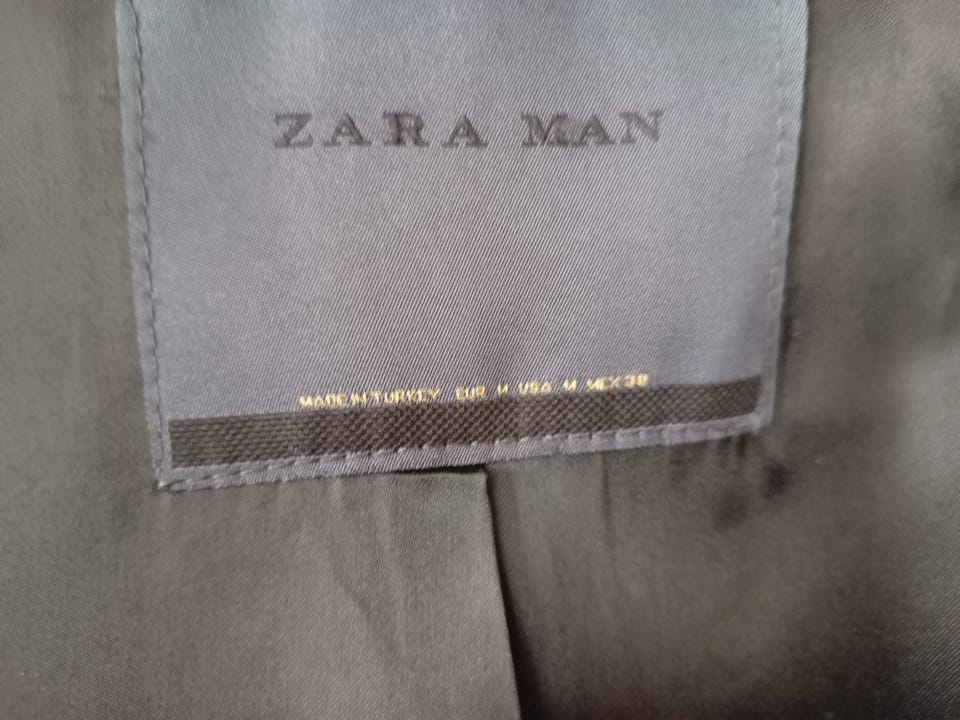 ZARA MAN
MADE IN TURKEY EUR M USA M MEX 38